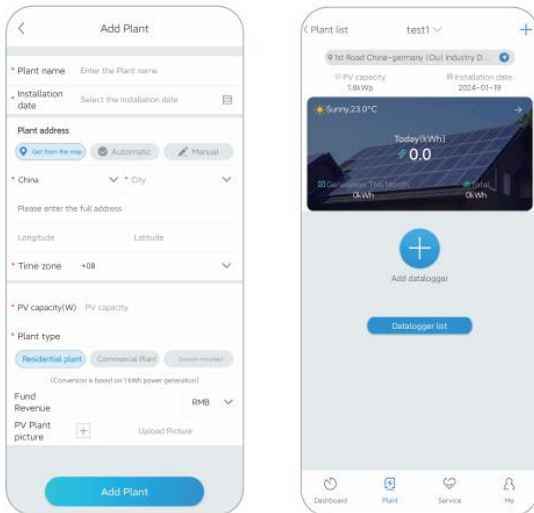 Add Plant
* Plant name Enter the Plant name
* Installation date Select the installation date
Plant address
Get from the map Automatic Manual
* China * City
Please enter the full address
Longitude Latitude
* Time zone +08
* PV capacity(W) PV capacity
* Plant type
Residential plant Commercial Plant Ground mounted
(Conversion is based on 1 kWh power generation)
Fund Revenue RMB
PV Plant picture Upload Picture
Add Plant
Plant list test1
1st Road China-germany (Ou) Industry D...
PV capacity Installation date
1.8kWp 2024-01-19
Sunny,23.0°C
Today(kWh)
0.0
Generation This Month Total
0kWh 0kWh
Add datalogger
Datalogger list
Dashboard Plant Service Me